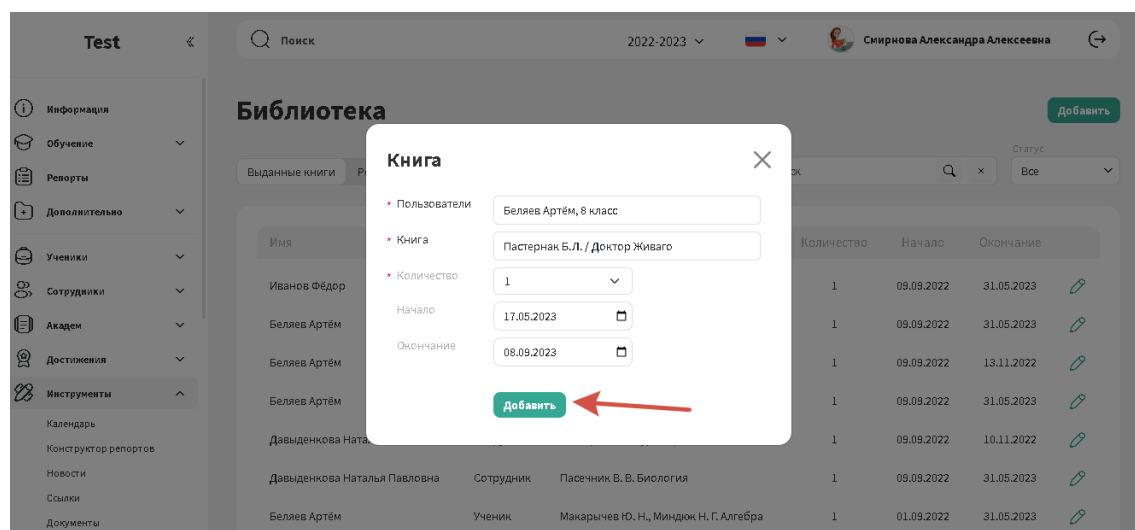 Test
«
Поиск
2022-2023
Смирнова Александра Алексеевна
Информация
Обучение
Репорты
Дополнительно
Ученики
Сотрудники
Академ
Достижения
Инструменты
Календарь
Конструктор репортов
Новости
Ссылки
Документы
Библиотека
Добавить
Статус
Выданные книги
Все
Имя Количество Начало Окончание
Иванов Фёдор 1 09.09.2022 31.05.2023
Беляев Артём 1 09.09.2022 31.05.2023
Беляев Артём 1 09.09.2022 13.11.2022
Беляев Артём 1 09.09.2022 31.05.2023
Давыденкова 1 09.09.2022 10.11.2022
Давыденкова Наталья Павловна Сотрудник Пасечник В. В. Биология 1 09.09.2022 31.05.2023
Беляев Артём Ученик Макарычев Ю. Н., Миндюк Н. Г. Алгебра 1 01.09.2022 31.05.2023
Книга
* Пользователи Беляев Артём, 8 класс
* Книга Пастернак Б.Л. / Доктор Живаго
* Количество 1
Начало 17.05.2023
Окончание 08.09.2023
Добавить